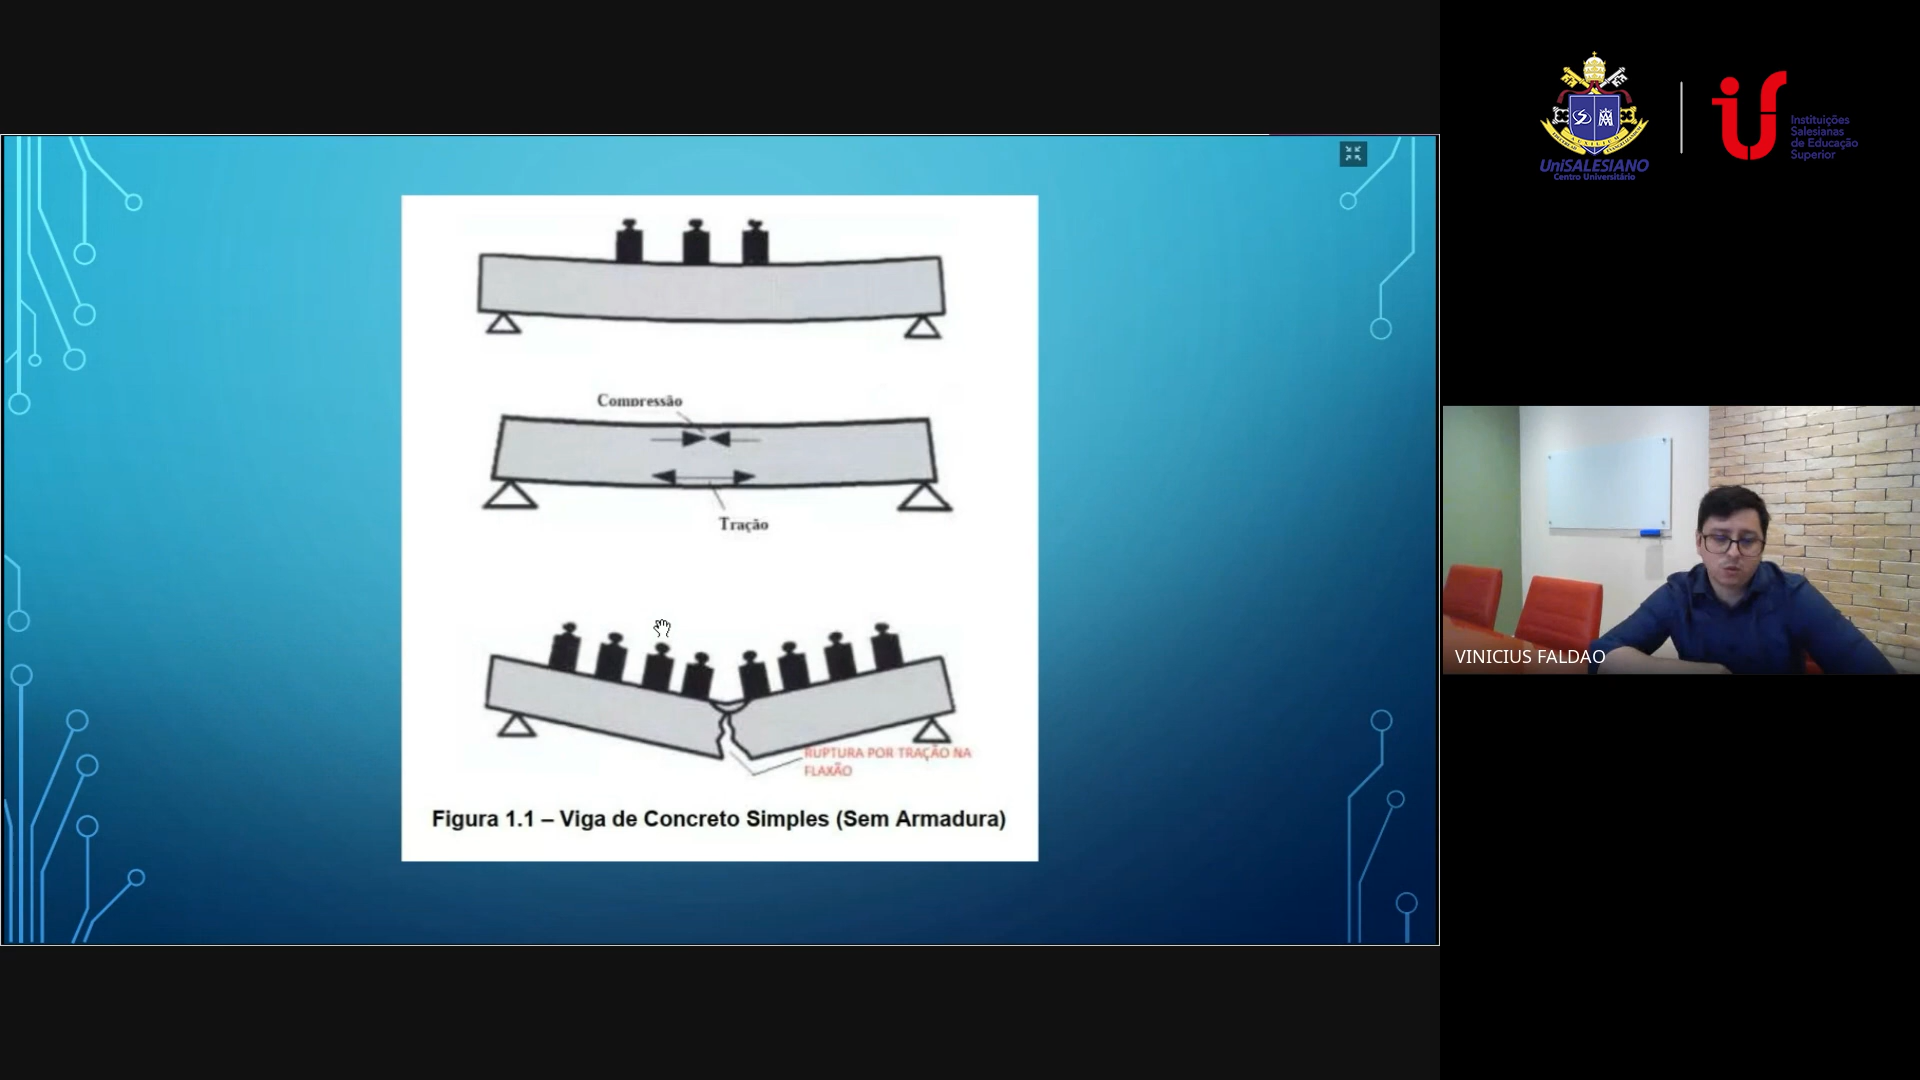 Compressão
Tração
RUPTURA POR TRAÇÃO NA
FLAXÃO
Figura 1.1 – Viga de Concreto Simples (Sem Armadura)
UniSALESIANO
Centro Universitário
Instituições
Salesianas
de Educação
Superior
VINICIUS FALDAO